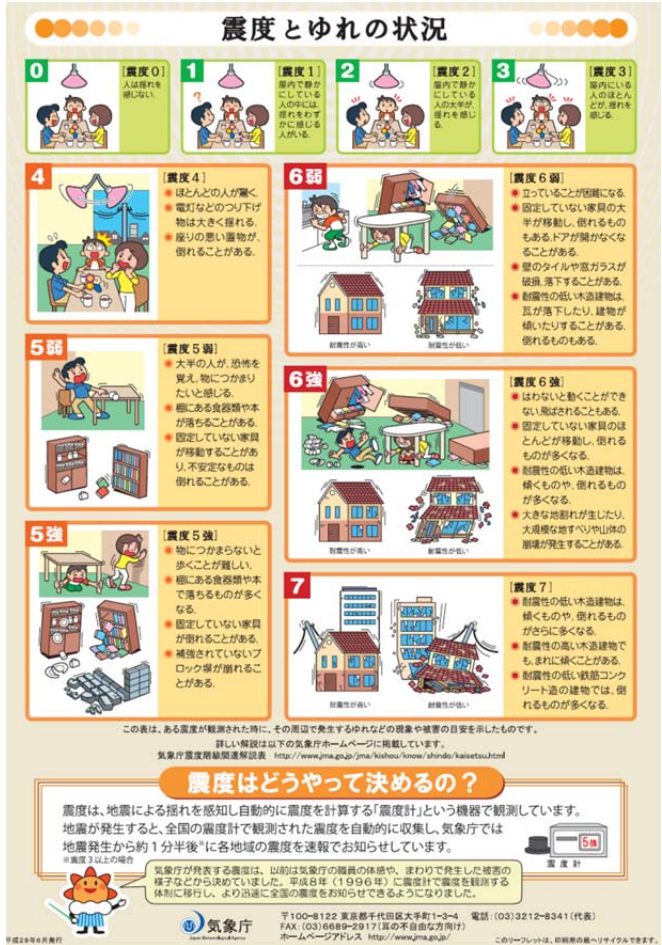 震度とゆれの状況
0
[震度0]
人は揺れを
感じない。
1
[震度1]
屋内で静か
にしている
人の中には、
揺れをわず
かに感じる
人がいる。
2
[震度2]
屋内で静か
にしている
人の大半が、
揺れを感じ
る。
3
[震度3]
屋内にいる
人のほとん
どが、揺れを
感じる。
4
[震度4]
●ほとんどの人が驚く。
●電灯などのつり下げ
物は大きく揺れる。
●座りの悪い置物が、
倒れることがある。
5弱
[震度5弱]
●大半の人が、恐怖を
覚え、物につかまり
たいと感じる。
●棚にある食器類や本
が落ちることがある。
●固定していない家具
が移動することがあ
り、不安定なものは
倒れることがある。
5強
[震度5強]
●物につかまらないと
歩くことが難しい。
●棚にある食器類や本
で落ちるものが多く
なる。
●固定していない家具
が倒れることがある。
●補強されていないブ
ロック塀が崩れるこ
とがある。
6弱
[震度6弱]
●立っていることが困難になる。
●固定していない家具の大
半が移動し、倒れるもの
もある。ドアが開かなくな
ることがある。
●壁のタイルや窓ガラスが
破損、落下することがある。
●耐震性の低い木造建物は、
瓦が落下したり、建物が
傾いたりすることがある。
倒れるものもある。
耐震性が高い
耐震性が低い
6強
[震度6強]
●はわないと動くことができ
ない。飛ばされることもある。
●固定していない家具のほ
とんどが移動し、倒れる
ものが多くなる。
●耐震性の低い木造建物は、
傾くものや、倒れるもの
が多くなる。
●大きな地割れが生じたり、
大規模な地すべりや山体の
崩壊が発生することがある。
耐震性が高い
耐震性が低い
7
[震度7]
●耐震性の低い木造建物は、
傾くものや、倒れるもの
がさらに多くなる。
●耐震性の高い木造建物で
も、まれに傾くことがある。
●耐震性の低い鉄筋コンク
リート造の建物では、倒
れるものが多くなる。
耐震性が高い
耐震性が低い
この表は、ある震度が観測された時に、その周辺で発生するゆれなどの現象や被害の目安を示したものです。
詳しい解説は以下の気象庁ホームページに掲載しています。
気象庁震度階級関連解説表 http://www.jma.go.jp/jma/kishou/know/shindo/kaisetsu.html
震度はどうやって決めるの？
震度は、地震による揺れを感知し自動的に震度を計算する「震度計」という機器で観測しています。
地震が発生すると、全国の震度計で観測された震度を自動的に収集し、気象庁では
地震発生から約1分半後※に各地域の震度を速報でお知らせしています。
※震度3以上の場合
5強
震度計
気象庁が発表する震度は、以前は気象庁の職員の体感や、まわりで発生した被害の
様子などから決めていました。平成8年（1996年）に震度計で震度を観測する
体制に移行し、より迅速に全国の震度をお知らせできるようになりました。
気象庁
Japan Meteorological Agency
〒100-8122 東京都千代田区大手町1-3-4 電話：(03)3212-8341(代表)
FAX：(03)6689-2917(耳の不自由な方向け)
ホームページアドレス http://www.jma.go.jp/
平成28年6月発行
このリーフレットは、印刷用の紙へリサイクルできます。